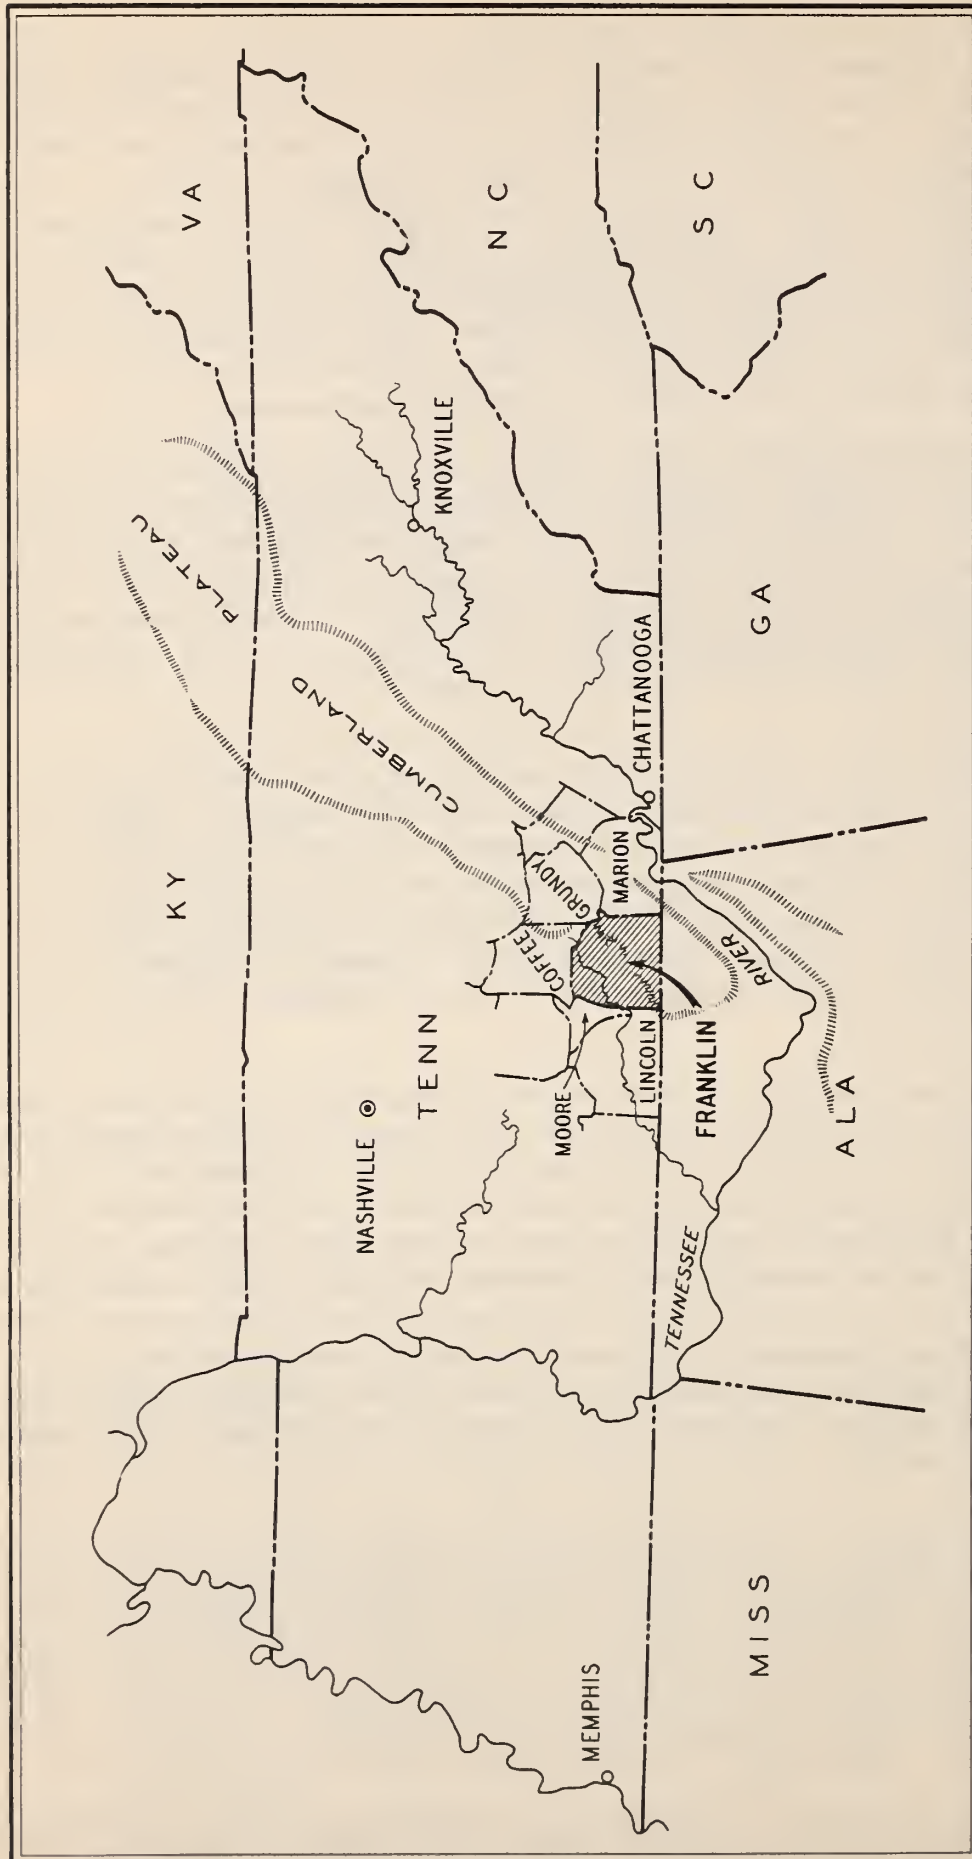 KY
VA
PLATEAU
CUMBERLAND
NASHVILLE
TENN
KNOXVILLE
NC
COFFEE
GRUNDY
MOORE
MEMPHIS
LINCOLN
MARION
CHATTANOOGA
SC
FRANKLIN
TENNESSEE
RIVER
MISS
ALA
GA